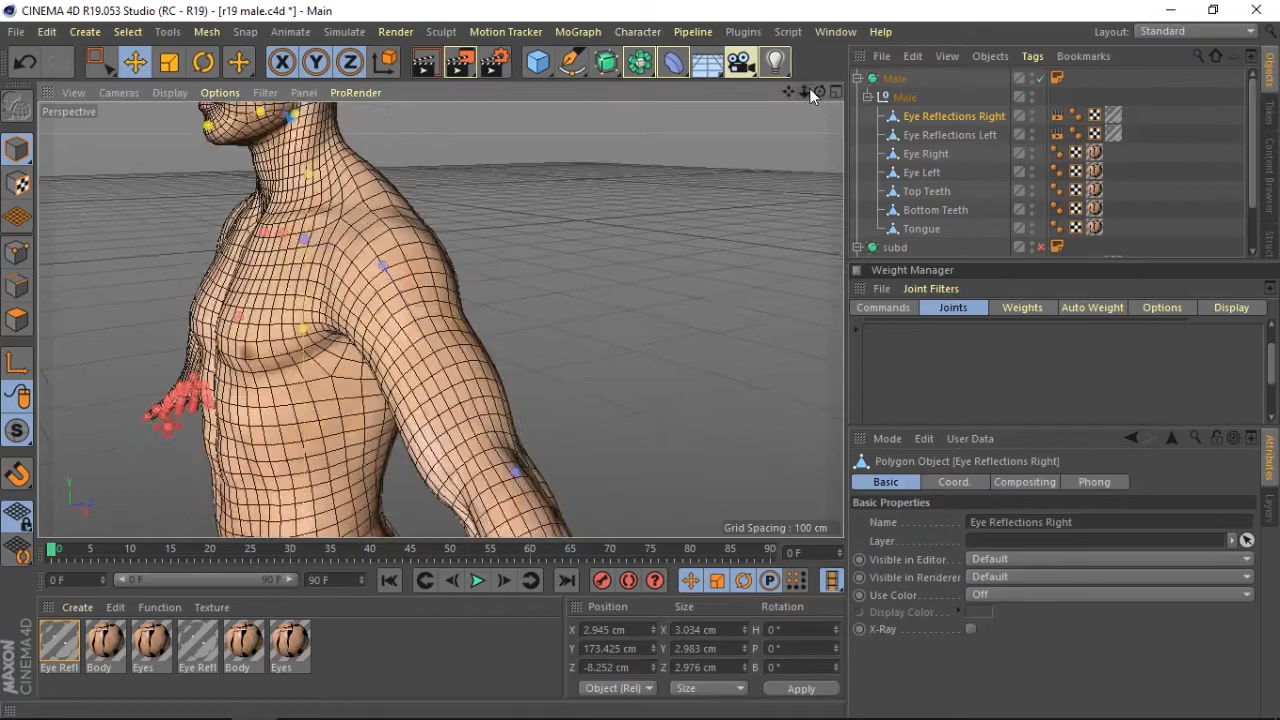 CINEMA 4D R19.053 Studio (RC - R19) - [r19 male.c4d *] - Main
File Edit Create Select Tools Mesh Snap Animate Simulate Render Sculpt Motion Tracker MoGraph Character Pipeline Plugins Script Window Help Layout: Standard
View Cameras Display Options Filter Panel ProRender
Perspective
Grid Spacing : 100 cm
File Edit View Objects Tags Bookmarks
Male
Male
Eye Reflections Right
Eye Reflections Left
Eye Right
Eye Left
Top Teeth
Bottom Teeth
Tongue
subd
Objects
Takes
Content Browser
Struct
Weight Manager
File Joint Filters
Commands Joints Weights Auto Weight Options Display
Mode Edit User Data
Polygon Object [Eye Reflections Right]
Basic Coord. Compositing Phong
Basic Properties
Name Eye Reflections Right
Layer
Visible in Editor Default
Visible in Renderer Default
Use Color Off
Display Color
X-Ray
Attributes
Layers
0 5 10 15 20 25 30 35 40 45 50 55 60 65 70 75 80 85 90 0 F
0 F 0 F 90 F 90 F
Create Edit Function Texture
Eye Refl Body Eyes Eye Refl Body Eyes
Position Size Rotation
X 2.945 cm X 3.034 cm H 0 °
Y 173.425 cm Y 2.983 cm P 0 °
Z -8.252 cm Z 2.976 cm B 0 °
Object (Rel) Size Apply
MAXON CINEMA 4D